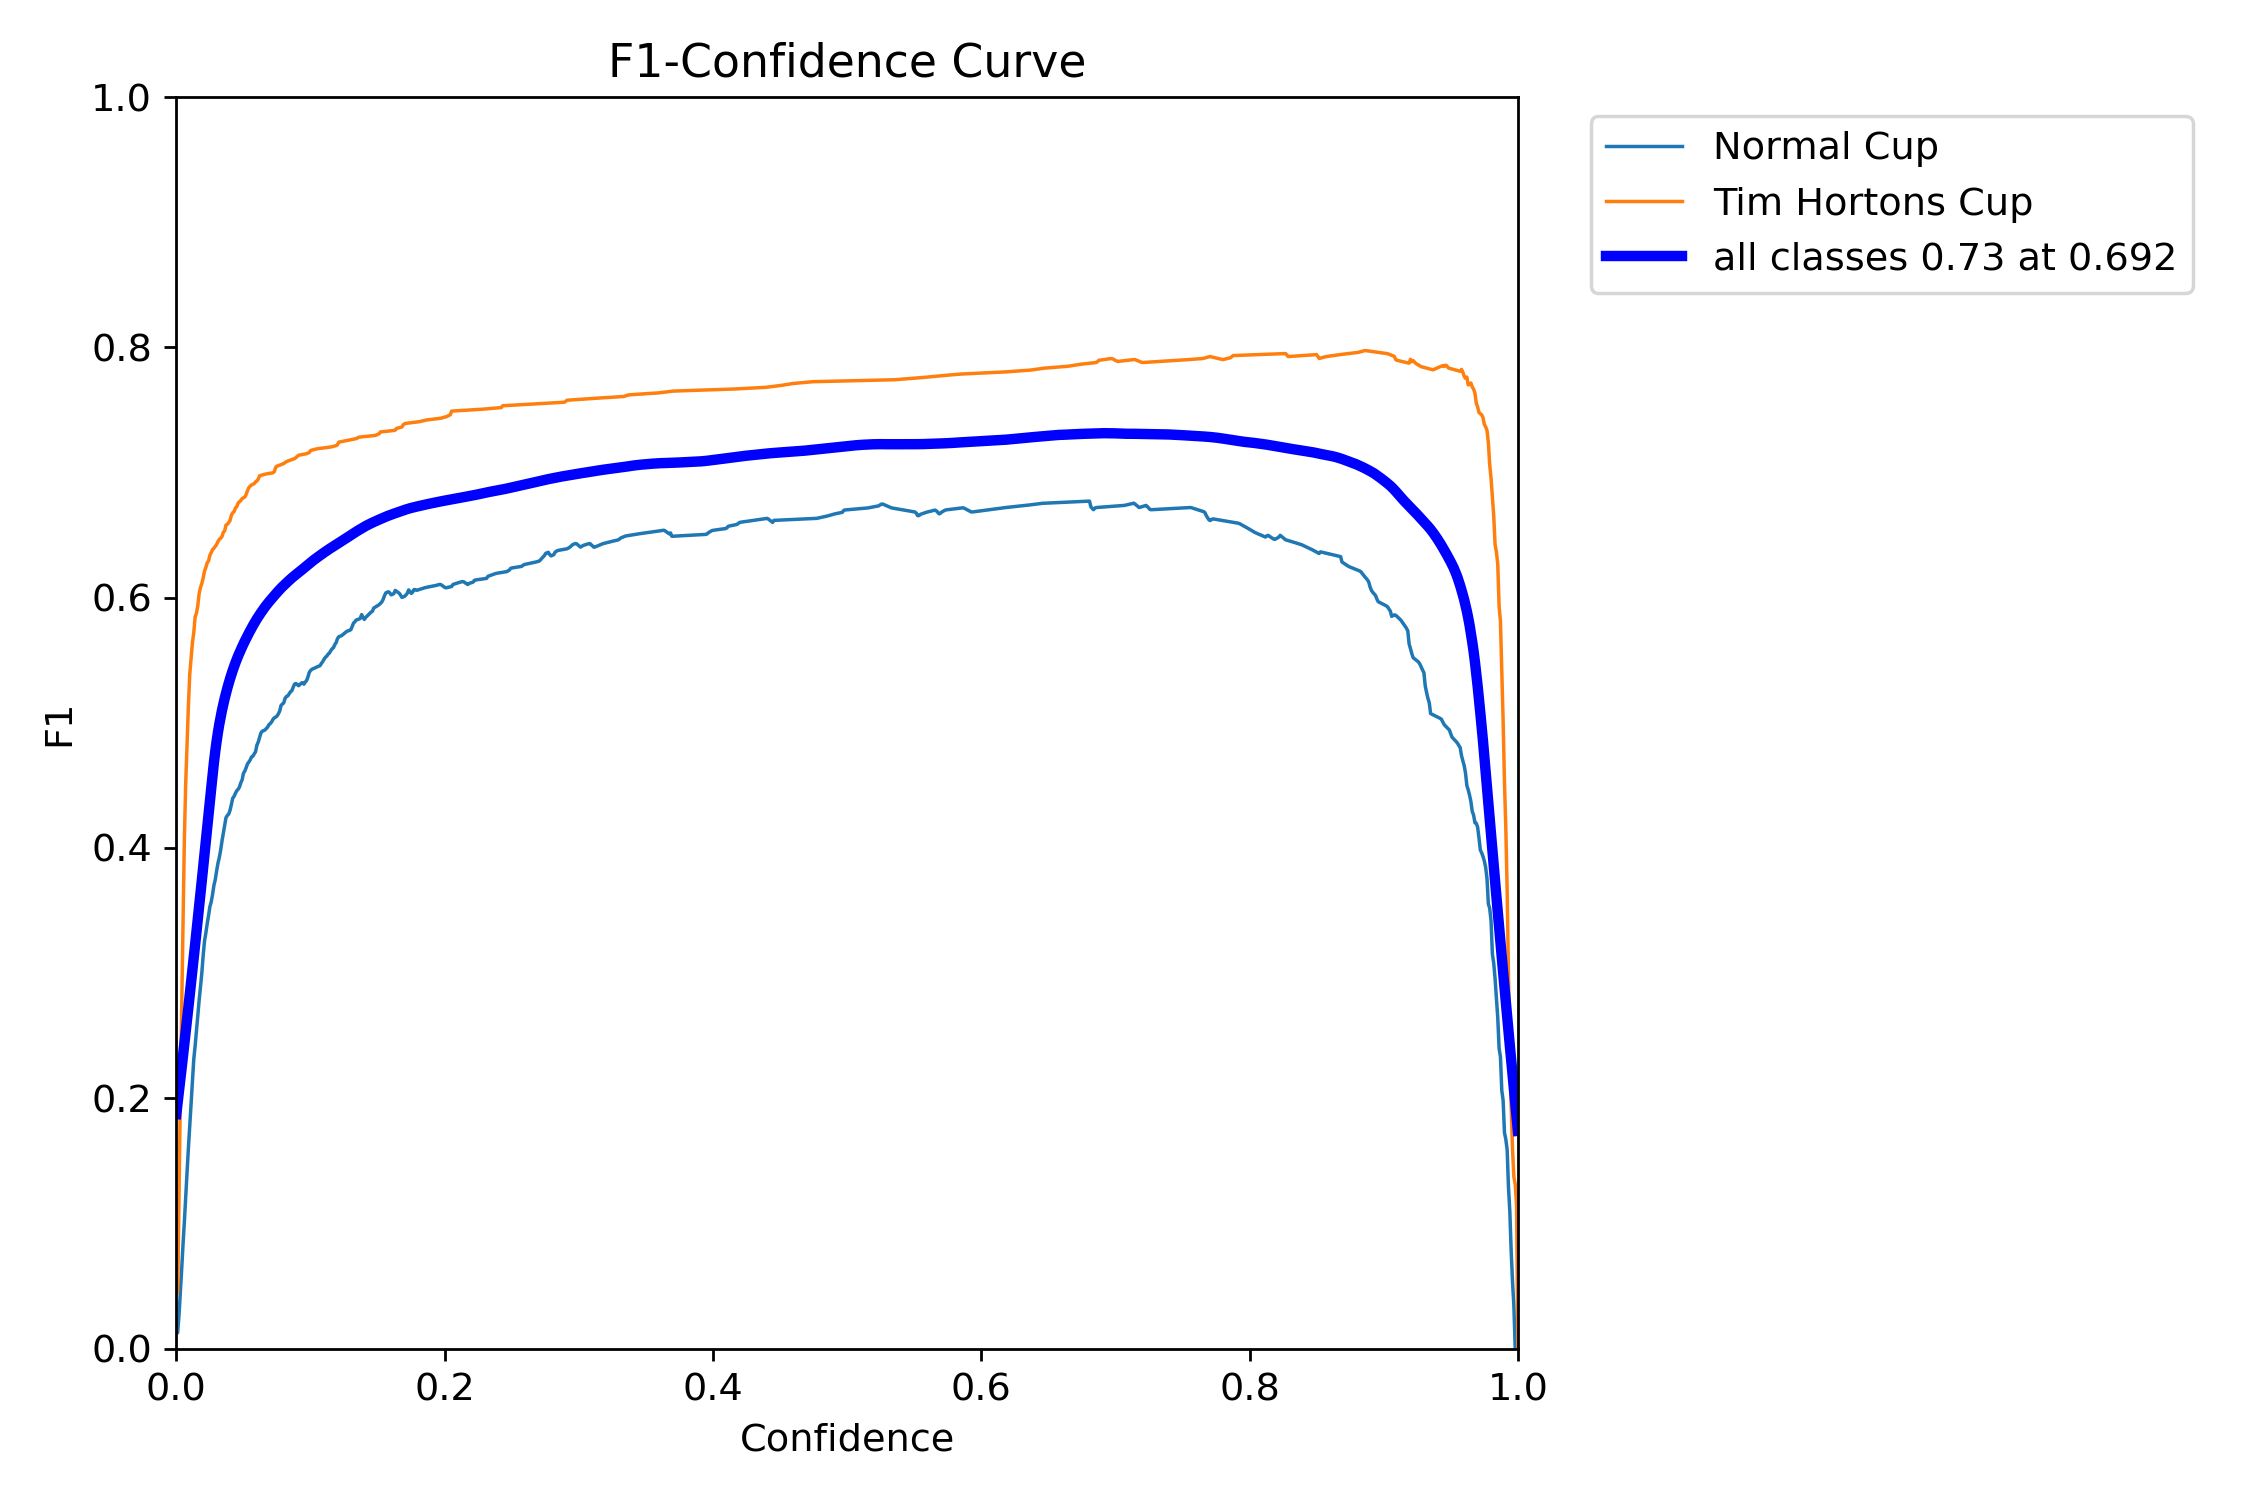 F1-Confidence Curve
1.0
0.8
0.6
0.4
0.2
0.0
F1
0.0 0.2 0.4 0.6 0.8 1.0
Confidence
Normal Cup
Tim Hortons Cup
all classes 0.73 at 0.692